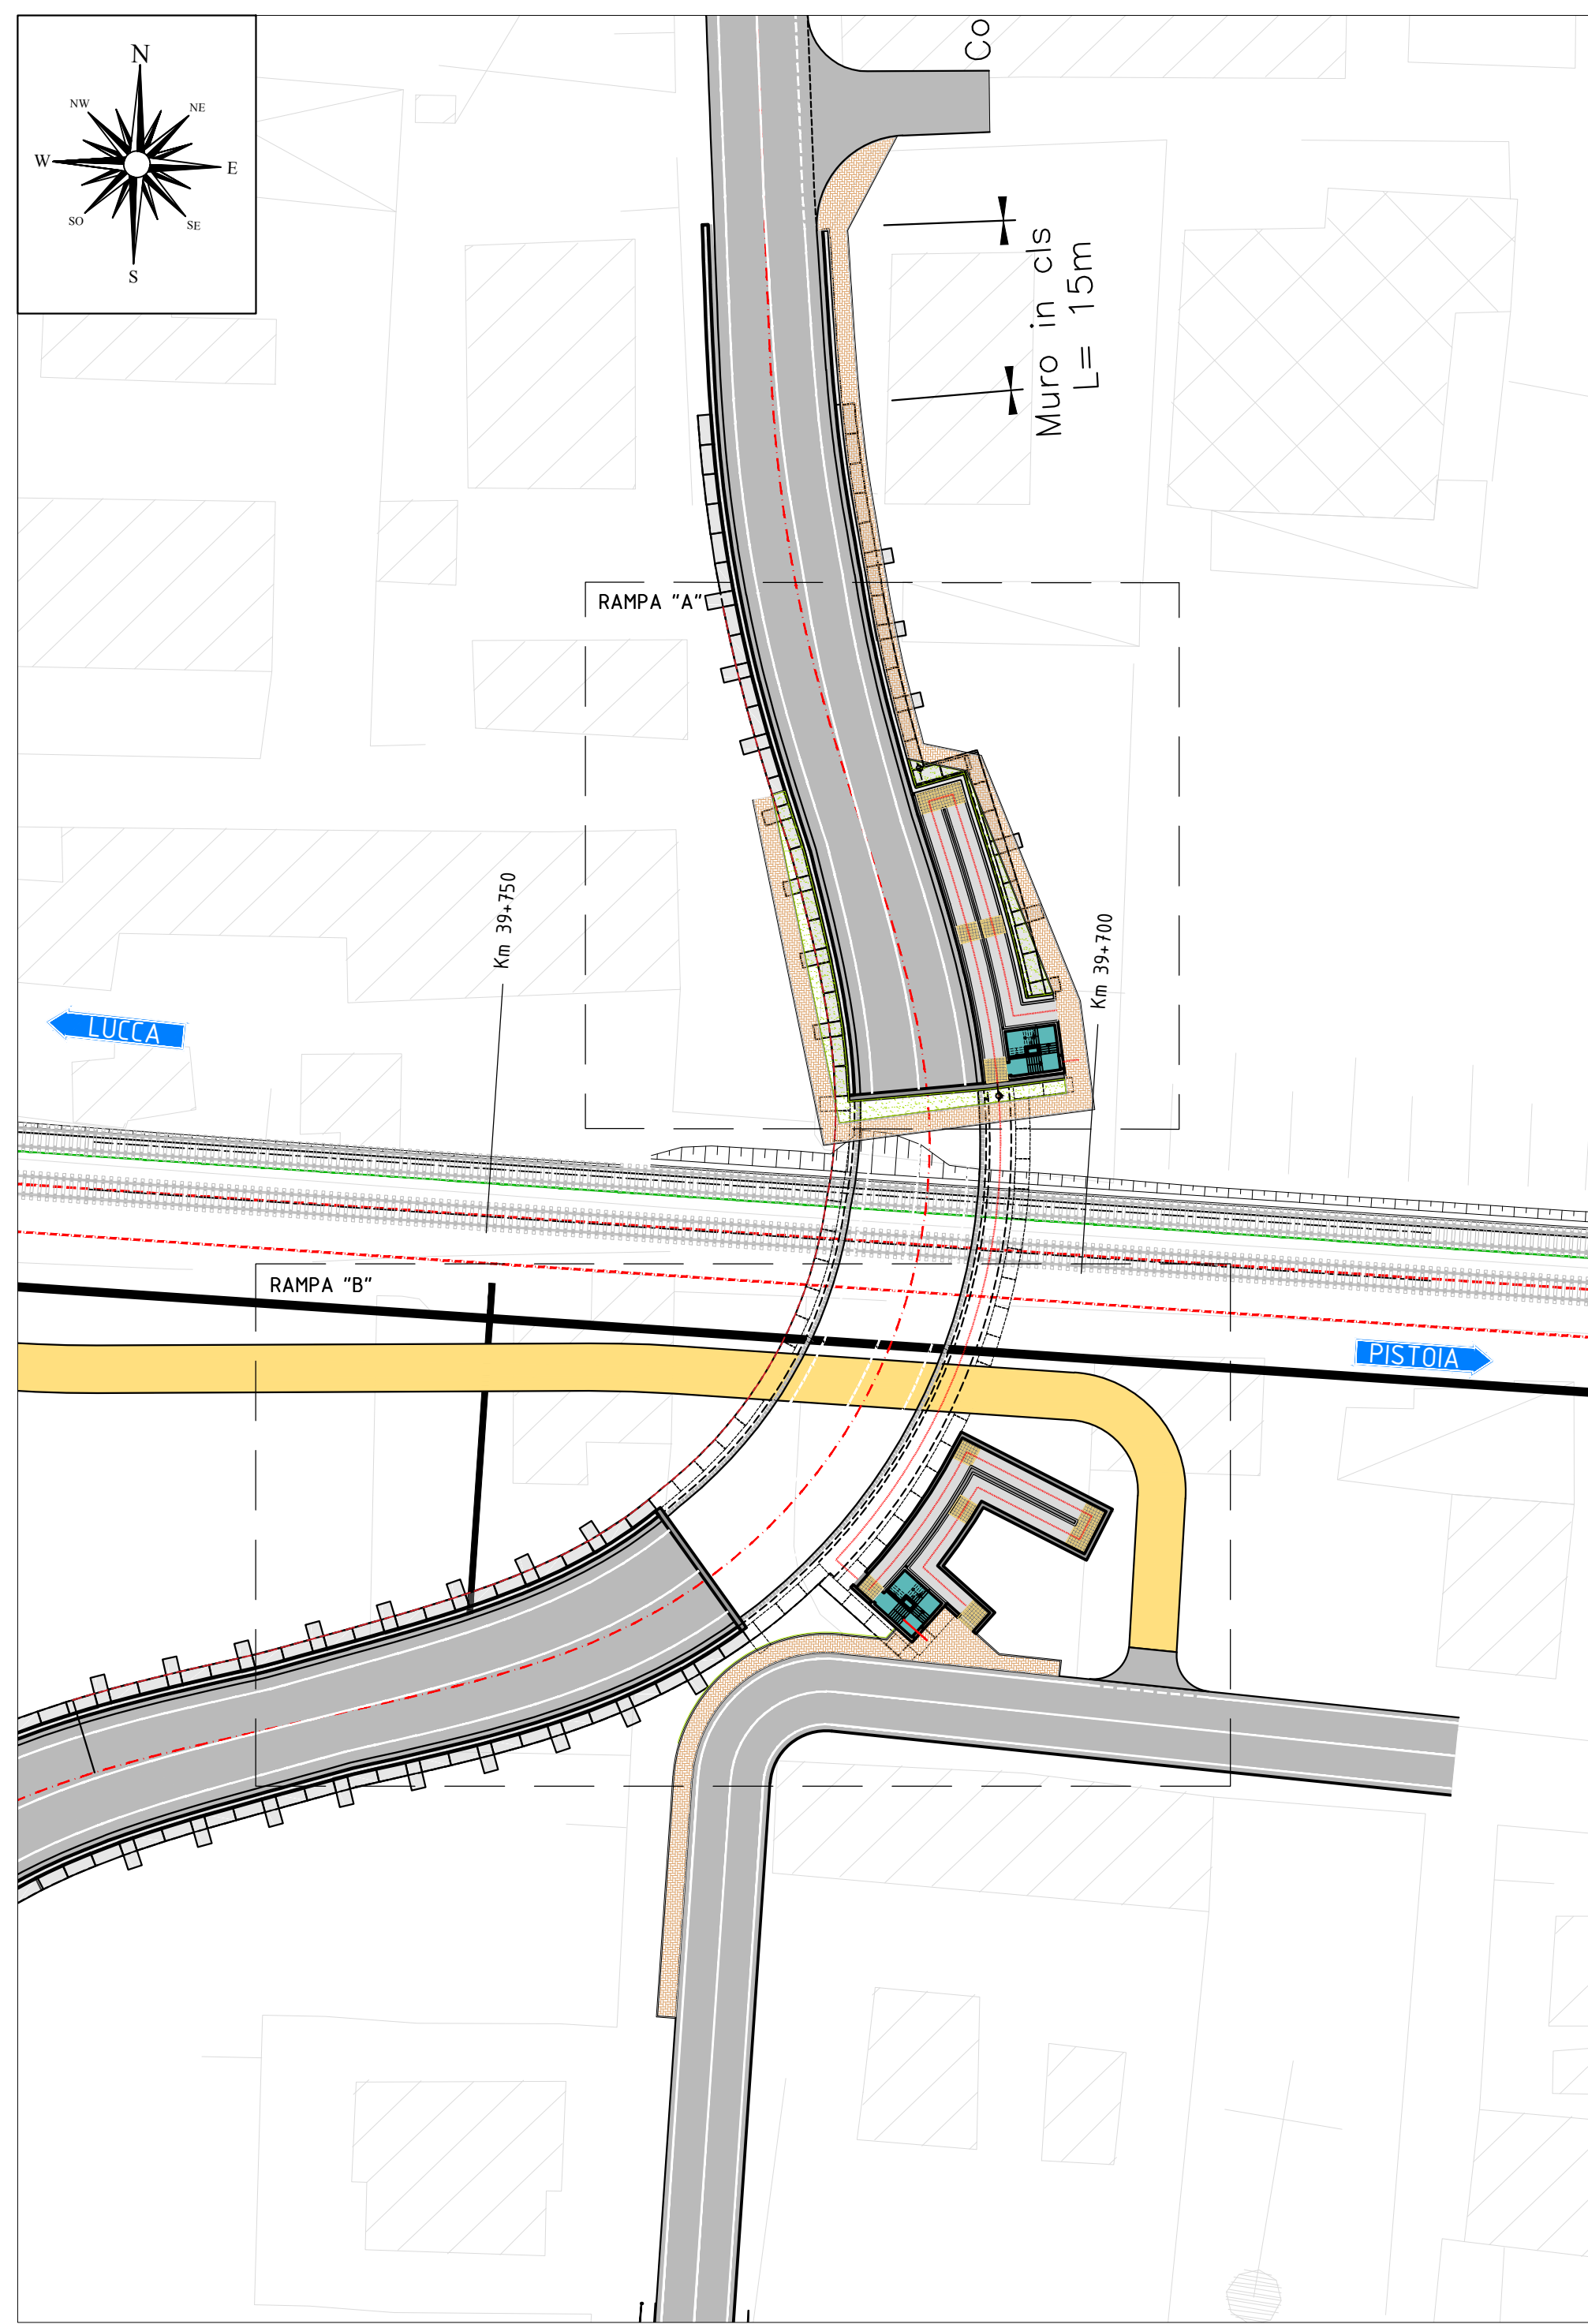 N
NW
NE
W
E
SO
SE
S
Co
Muro in cls
L= 15m
RAMPA "A"
Km 39+750
Km 39+700
LUCCA
RAMPA "B"
PISTOIA